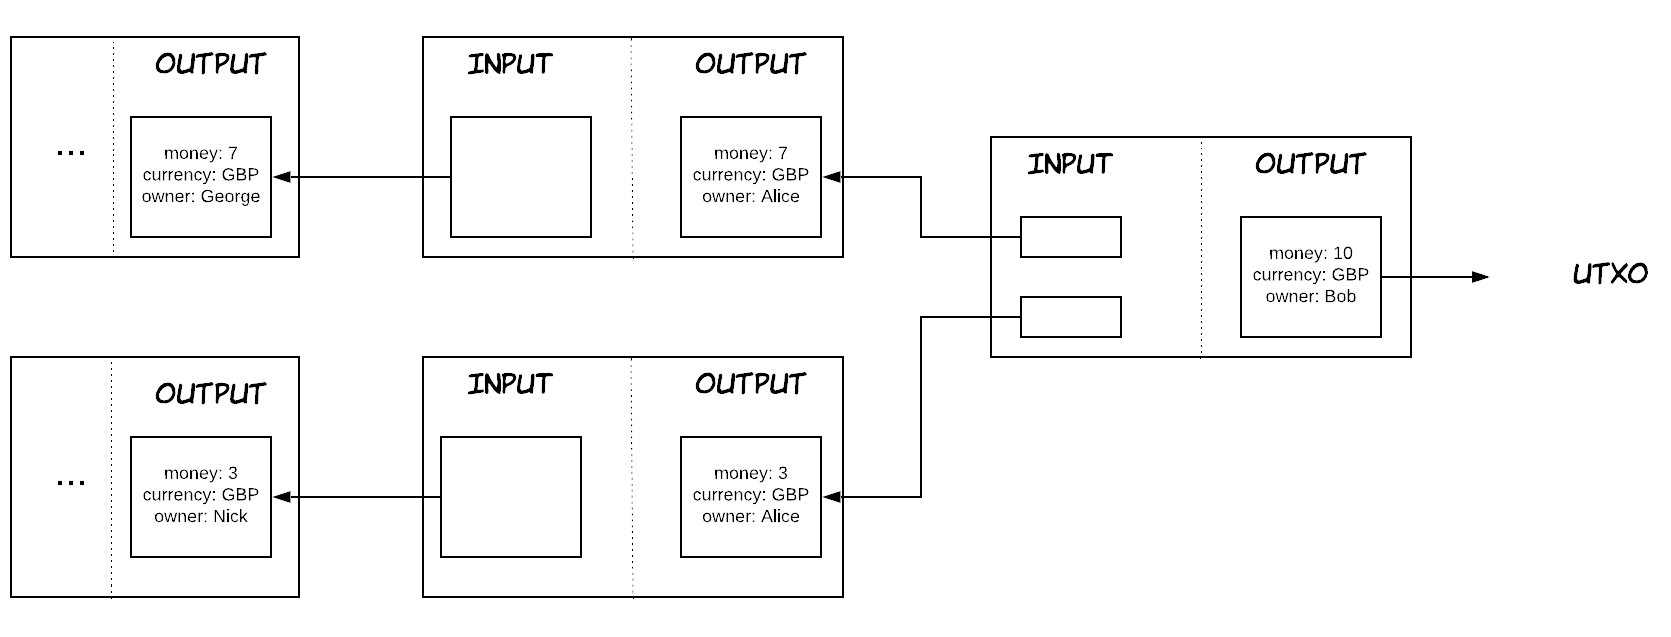 OUTPUT
...
money: 7
currency: GBP
owner: George
INPUT
OUTPUT
money: 7
currency: GBP
owner: Alice
OUTPUT
...
money: 3
currency: GBP
owner: Nick
INPUT
OUTPUT
money: 3
currency: GBP
owner: Alice
INPUT
OUTPUT
money: 10
currency: GBP
owner: Bob
UTXO